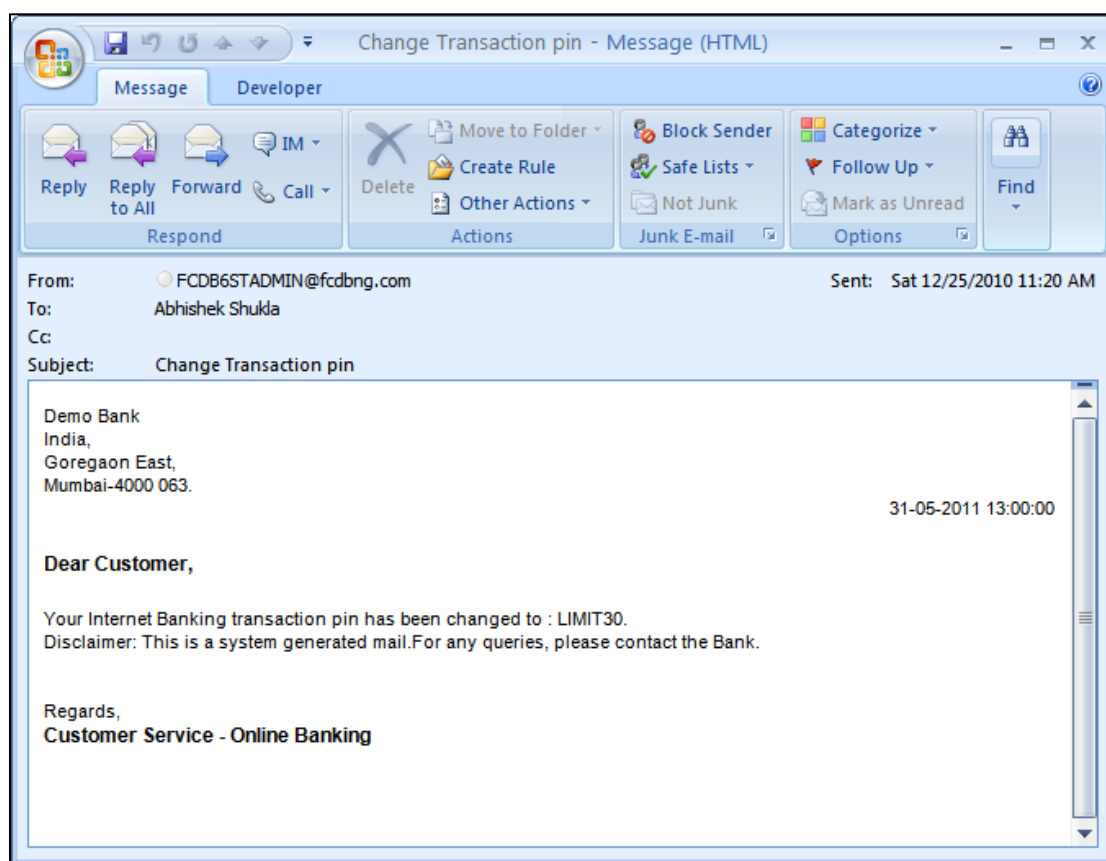 Change Transaction pin - Message (HTML)
Message Developer
Reply
Reply to All
Forward
IM
Call
Respond
Delete
Move to Folder
Create Rule
Other Actions
Actions
Block Sender
Safe Lists
Not Junk
Junk E-mail
Categorize
Follow Up
Mark as Unread
Options
Find
From: FCDB6STADMIN@fcdbng.com Sent: Sat 12/25/2010 11:20 AM
To: Abhishek Shukla
Cc:
Subject: Change Transaction pin
Demo Bank
India,
Goregaon East,
Mumbai-4000 063.
31-05-2011 13:00:00
Dear Customer,
Your Internet Banking transaction pin has been changed to : LIMIT30.
Disclaimer: This is a system generated mail.For any queries, please contact the Bank.
Regards,
Customer Service - Online Banking